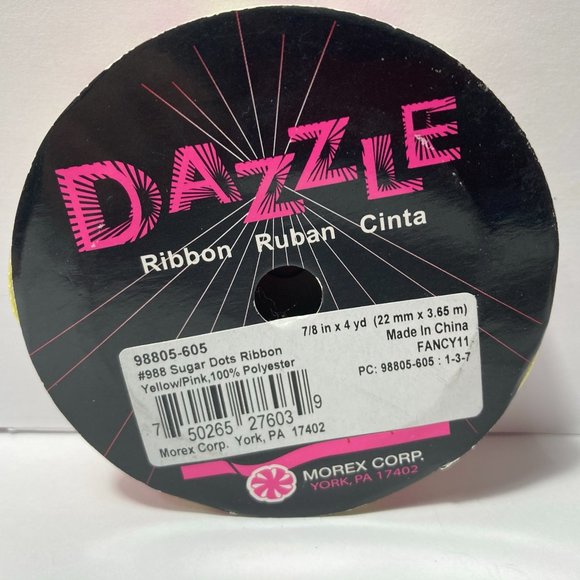 DAZZLE
Ribbon Ruban Cinta
98805-605
#988 Sugar Dots Ribbon
Yellow/Pink,100% Polyester
7 50265 27603 9
Morex Corp. York, PA 17402
7/8 in x 4 yd (22 mm x 3.65 m)
Made In China
FANCY11
PC: 98805-605 : 1-3-7
MOREX CORP.
YORK, PA 17402